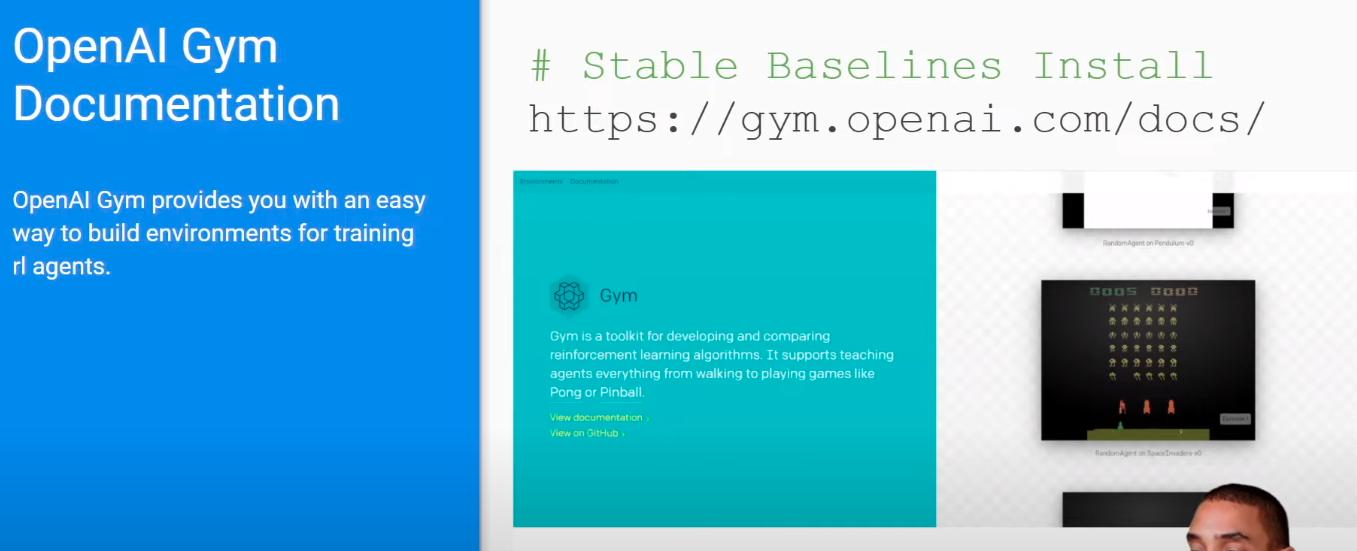 OpenAI Gym
Documentation
OpenAI Gym provides you with an easy
way to build environments for training
rl agents.
# Stable Baselines Install
https://gym.openai.com/docs/
Environments Documentation
Gym
Gym is a toolkit for developing and comparing
reinforcement learning algorithms. It supports teaching
agents everything from walking to playing games like
Pong or Pinball.
View documentation ›
View on GitHub ›
RandomAgent on Pendulum-v0
0005 0000
RandomAgent on SpaceInvaders-v0